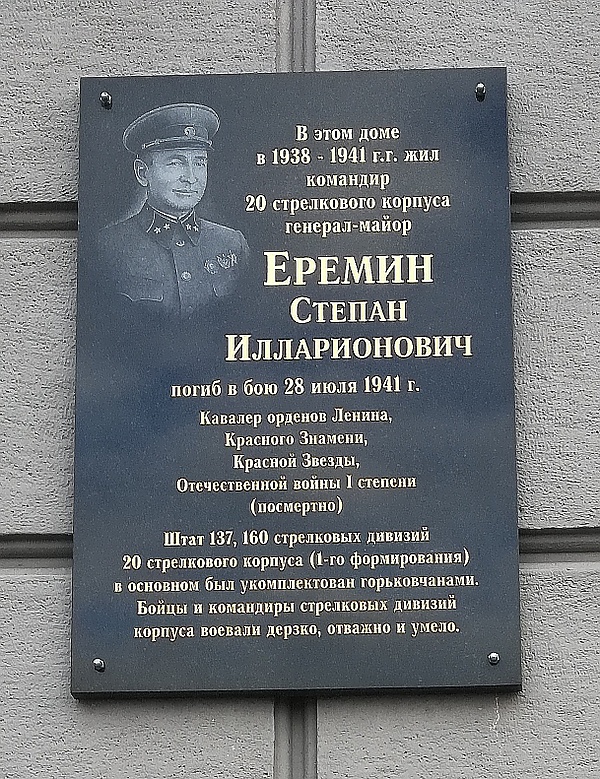 В этом доме
в 1938 - 1941 г.г. жил
командир
20 стрелкового корпуса
генерал-майор
Еремин
Степан
Илларионович
погиб в бою 28 июля 1941 г.
Кавалер орденов Ленина,
Красного Знамени,
Красной Звезды,
Отечественной войны I степени
(посмертно)
Штат 137, 160 стрелковых дивизий
20 стрелкового корпуса (1-го формирования)
в основном был укомплектован горьковчанами.
Бойцы и командиры стрелковых дивизий
корпуса воевали дерзко, отважно и умело.